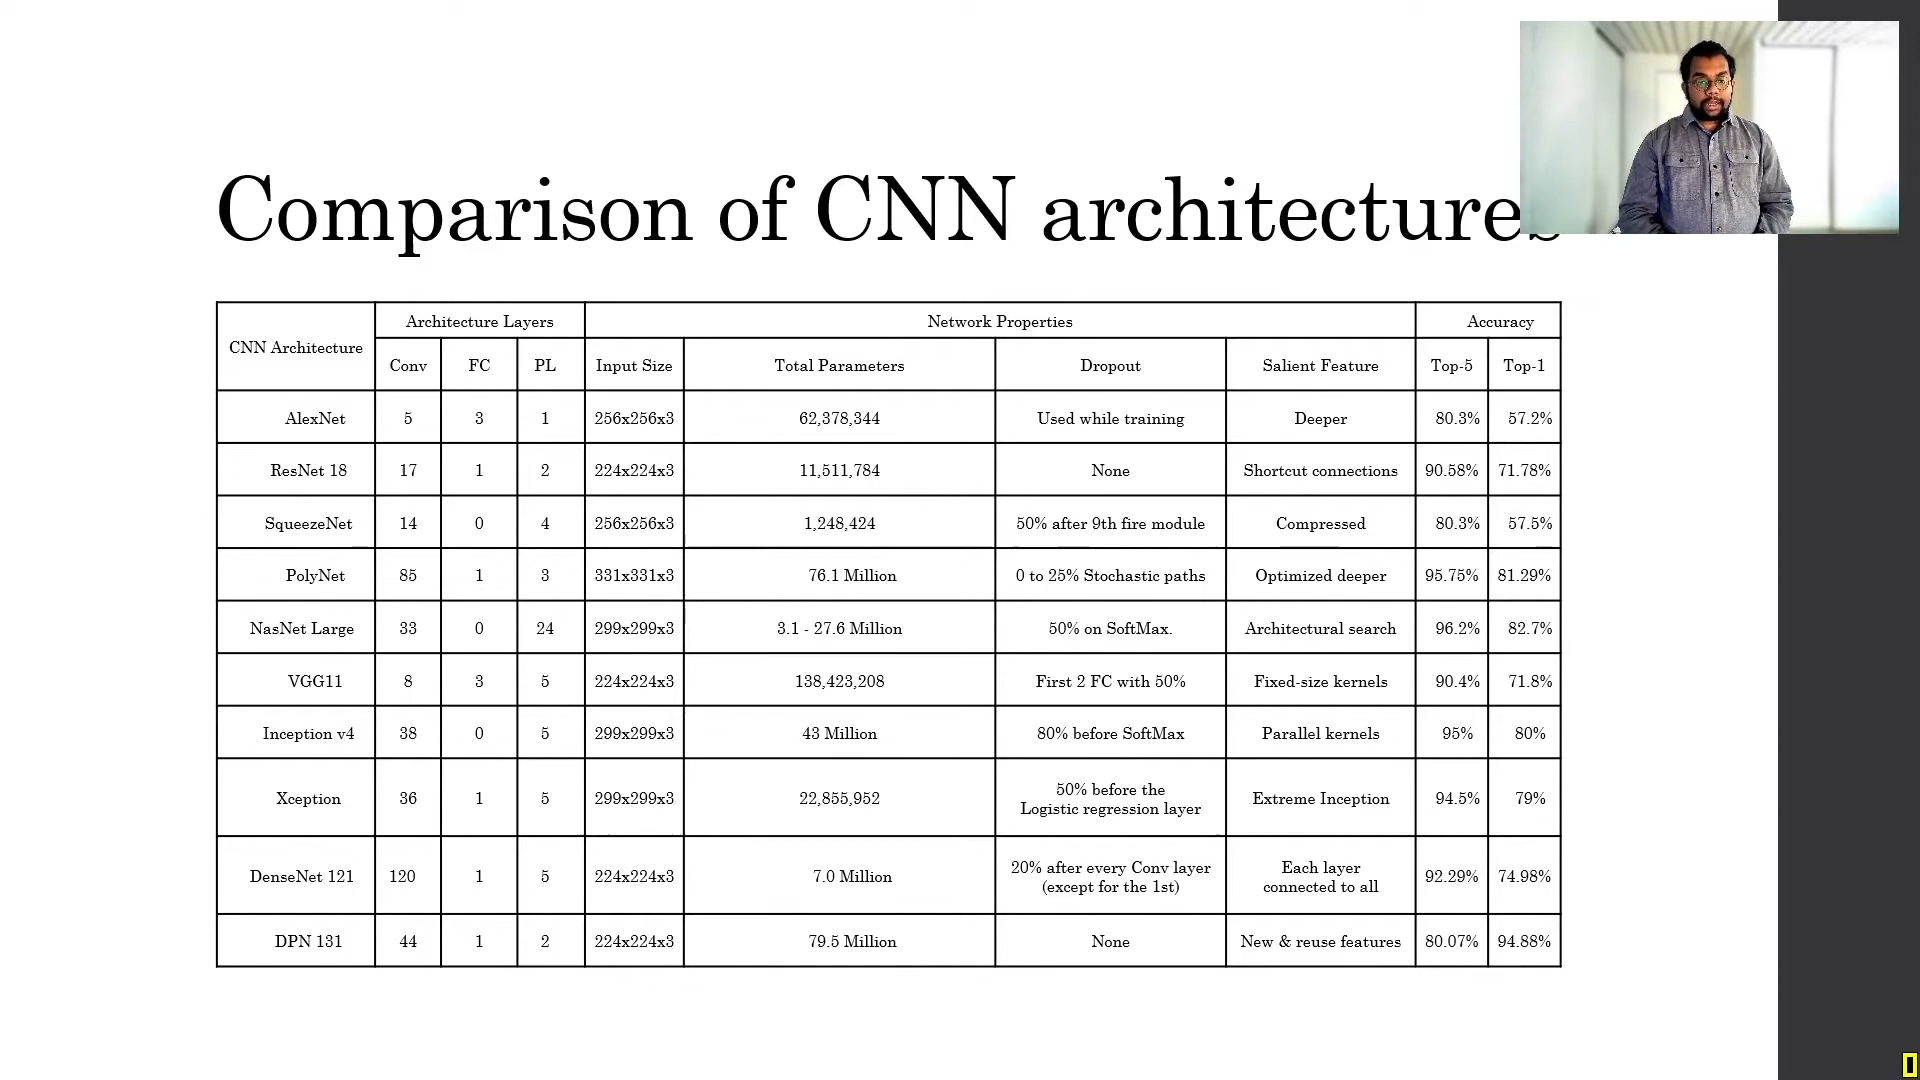 Comparison of CNN architectures
CNN Architecture Architecture Layers Network Properties Accuracy
Conv FC PL Input Size Total Parameters Dropout Salient Feature Top-5 Top-1
AlexNet 5 3 1 256x256x3 62,378,344 Used while training Deeper 80.3% 57.2%
ResNet 18 17 1 2 224x224x3 11,511,784 None Shortcut connections 90.58% 71.78%
SqueezeNet 14 0 4 256x256x3 1,248,424 50% after 9th fire module Compressed 80.3% 57.5%
PolyNet 85 1 3 331x331x3 76.1 Million 0 to 25% Stochastic paths Optimized deeper 95.75% 81.29%
NasNet Large 33 0 24 299x299x3 3.1 - 27.6 Million 50% on SoftMax. Architectural search 96.2% 82.7%
VGG11 8 3 5 224x224x3 138,423,208 First 2 FC with 50% Fixed-size kernels 90.4% 71.8%
Inception v4 38 0 5 299x299x3 43 Million 80% before SoftMax Parallel kernels 95% 80%
Xception 36 1 5 299x299x3 22,855,952 50% before the
Logistic regression layer Extreme Inception 94.5% 79%
DenseNet 121 120 1 5 224x224x3 7.0 Million 20% after every Conv layer
(except for the 1st) Each layer
connected to all 92.29% 74.98%
DPN 131 44 1 2 224x224x3 79.5 Million None New & reuse features 80.07% 94.88%